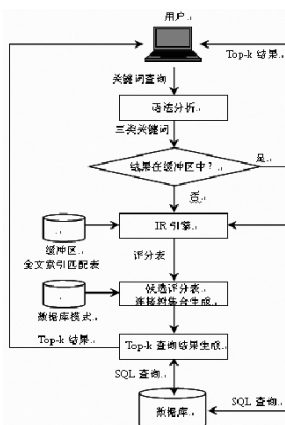 用户
Top-k 结果
关键词查询
语法分析
三类关键词
结果在缓冲区中?
是
否
IR 引擎
缓冲区
全文索引匹配表
评分表
候选评分表
连接树集合生成
数据库模式
Top-k 结果
Top-k 查询结果生成
SQL 查询
SQL 查询
数据库